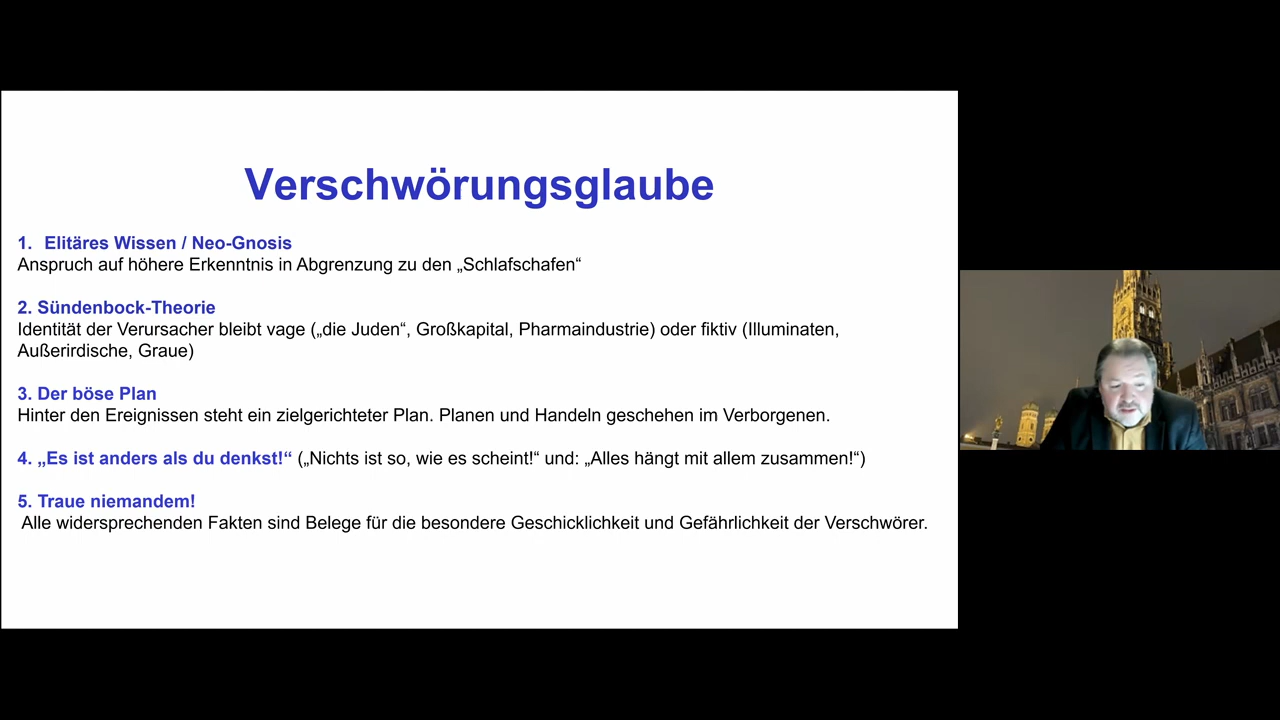 Verschwörungsglaube
1. Elitäres Wissen / Neo-Gnosis
Anspruch auf höhere Erkenntnis in Abgrenzung zu den „Schlafschafen“
2. Sündenbock-Theorie
Identität der Verursacher bleibt vage („die Juden“, Großkapital, Pharmaindustrie) oder fiktiv (Illuminaten,
Außerirdische, Graue)
3. Der böse Plan
Hinter den Ereignissen steht ein zielgerichteter Plan. Planen und Handeln geschehen im Verborgenen.
4. „Es ist anders als du denkst!“ („Nichts ist so, wie es scheint!“ und: „Alles hängt mit allem zusammen!“)
5. Traue niemandem!
Alle widersprechenden Fakten sind Belege für die besondere Geschicklichkeit und Gefährlichkeit der Verschwörer.